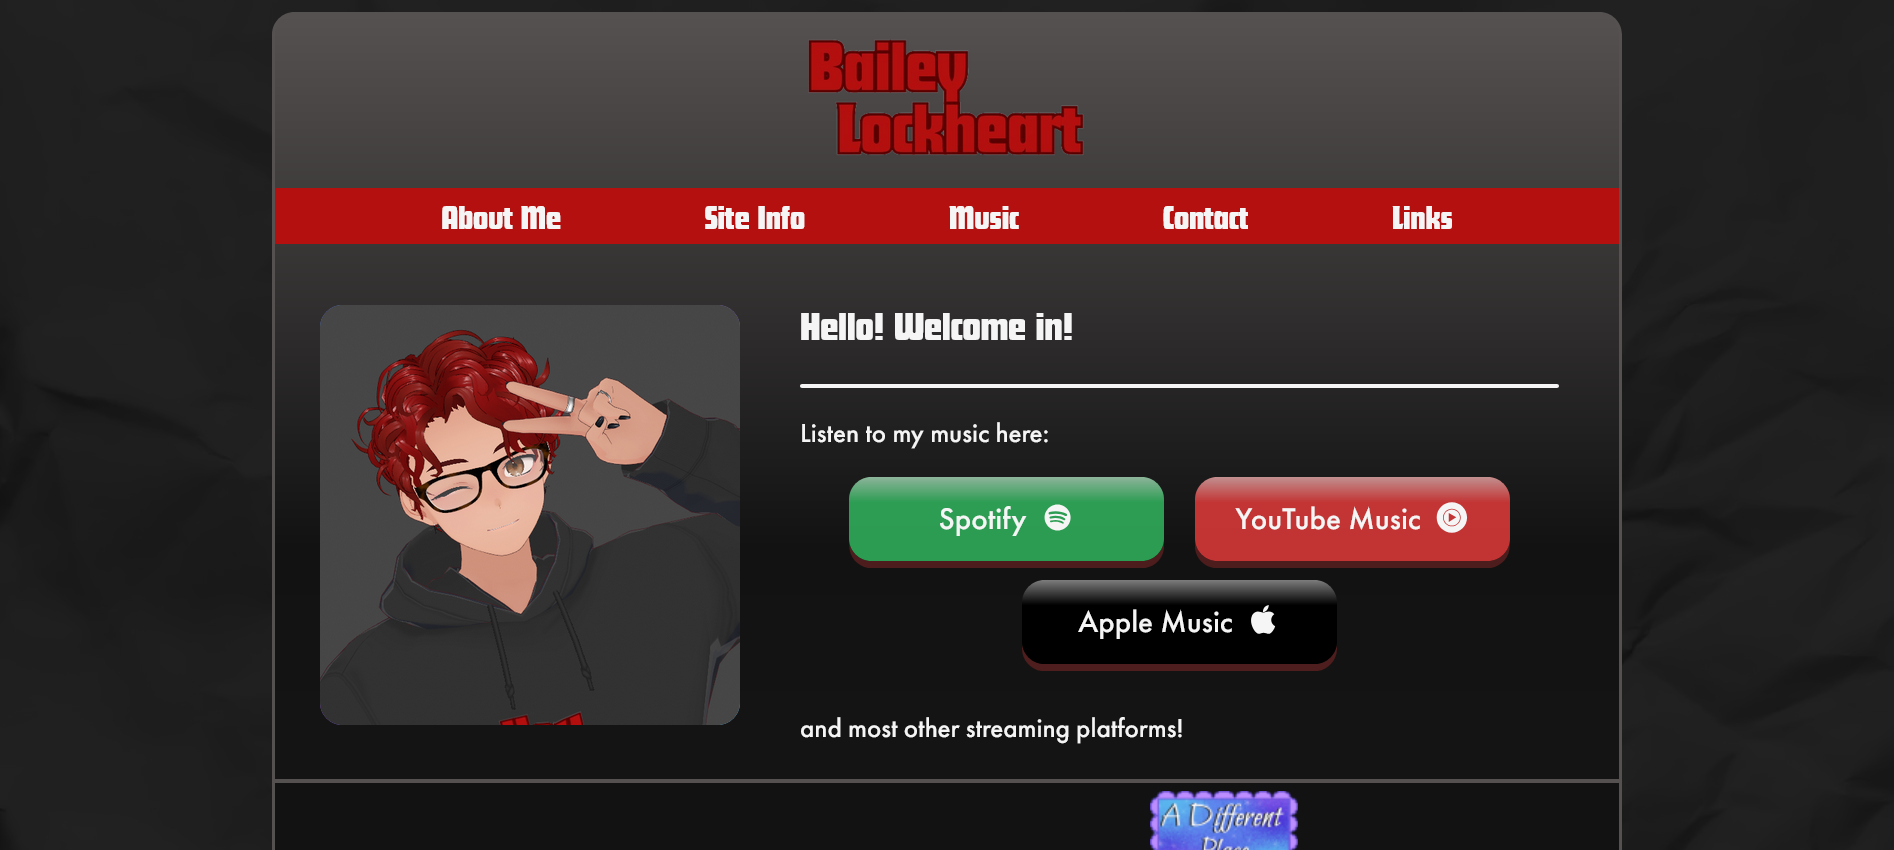 Bailey
Lockheart
About Me
Site Info
Music
Contact
Links
Hello! Welcome in!
Listen to my music here:
Spotify
YouTube Music
Apple Music
and most other streaming platforms!
A Different
Place